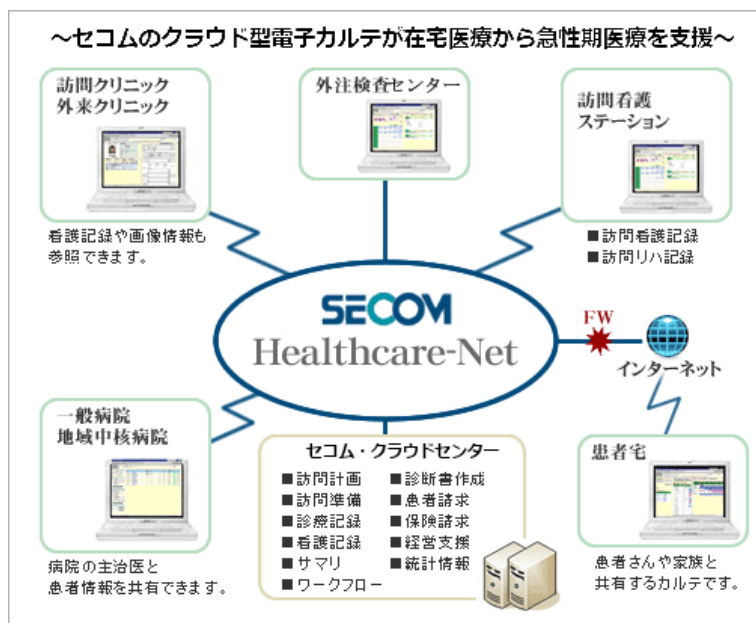 ～セコムのクラウド型電子カルテが在宅医療から急性期医療を支援～
訪問クリニック
外来クリニック
看護記録や画像情報も
参照できます。
外注検査センター
訪問看護
ステーション
■訪問看護記録
■訪問リハ記録
SECOM
Healthcare-Net
FW
インターネット
一般病院
地域中核病院
病院の主治医と
患者情報を共有できます。
セコム・クラウドセンター
■訪問計画 ■診断書作成
■訪問準備 ■患者請求
■診療記録 ■保険請求
■看護記録 ■経営支援
■サマリ ■統計情報
■ワークフロー
患者宅
患者さんや家族と
共有するカルテです。